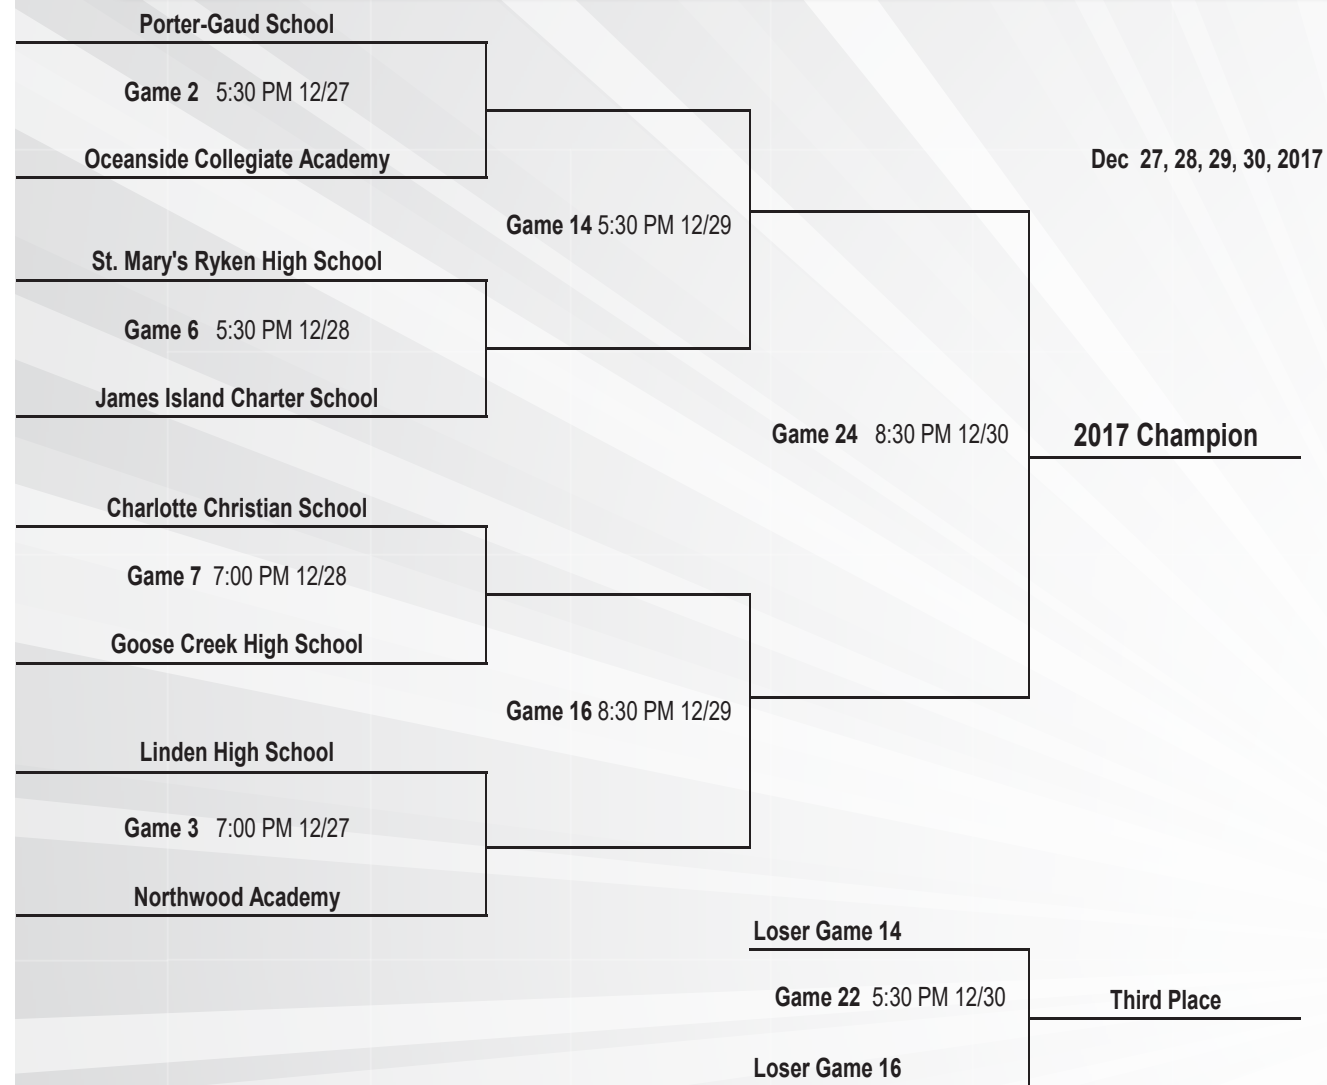 Porter-Gaud School
Game 2 5:30 PM 12/27
Oceanside Collegiate Academy
Dec 27, 28, 29, 30, 2017
Game 14 5:30 PM 12/29
St. Mary's Ryken High School
Game 6 5:30 PM 12/28
James Island Charter School
Game 24 8:30 PM 12/30
2017 Champion
Charlotte Christian School
Game 7 7:00 PM 12/28
Goose Creek High School
Game 16 8:30 PM 12/29
Linden High School
Game 3 7:00 PM 12/27
Northwood Academy
Loser Game 14
Game 22 5:30 PM 12/30
Third Place
Loser Game 16